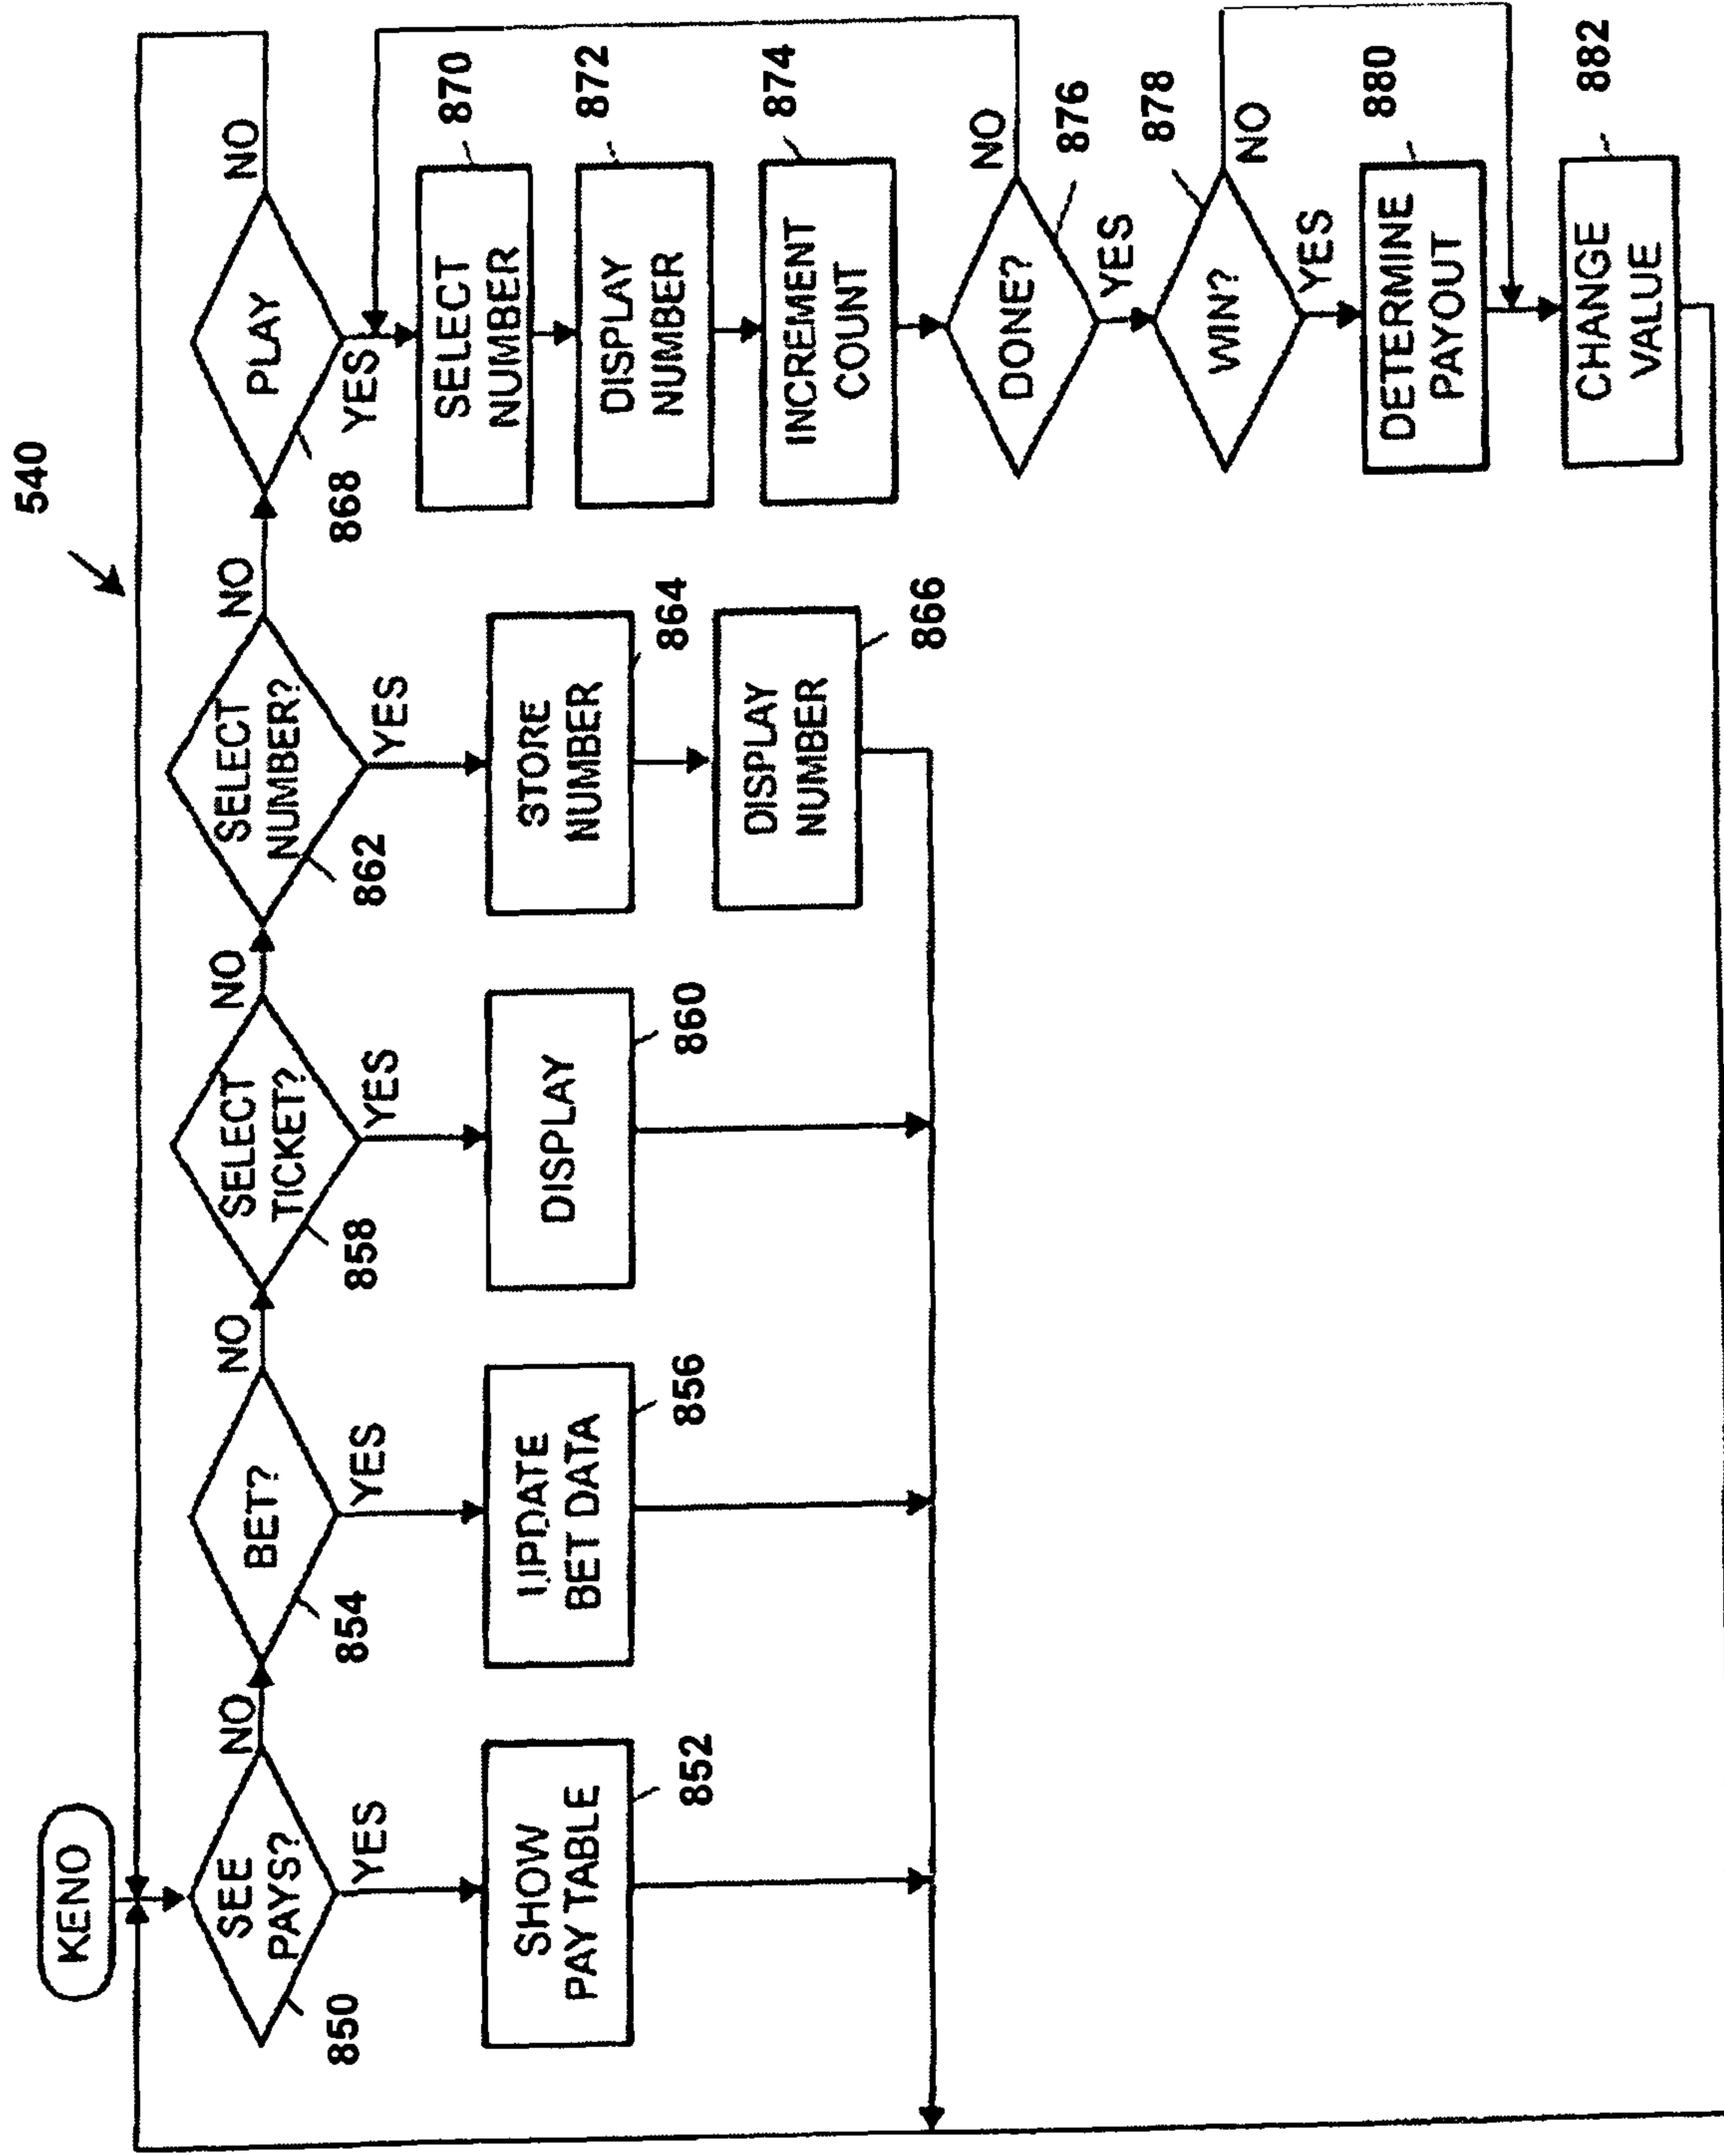 540
KENO
SEE
PAYS?
850
NO
YES
SHOW
PAY TABLE
852
BET?
854
NO
YES
UPDATE
BET DATA
856
SELECT
TICKET?
858
NO
YES
DISPLAY
860
SELECT
NUMBER?
862
NO
YES
STORE
NUMBER
864
DISPLAY
NUMBER
866
PLAY
868
NO
YES
SELECT
NUMBER
870
DISPLAY
NUMBER
872
INCREMENT
COUNT
874
DONE?
NO
876
YES
WIN?
878
NO
YES
DETERMINE
PAYOUT
880
CHANGE
VALUE
882